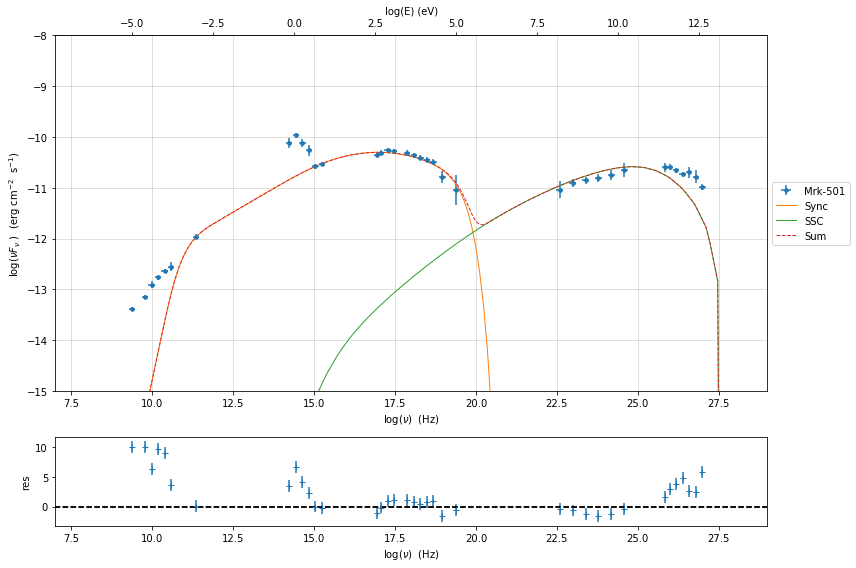 log(E) (eV)
−5.0 −2.5 0.0 2.5 5.0 7.5 10.0 12.5
−8
−9
−10
−11
−12
−13
−14
−15
log(νF_ν ) (erg cm⁻² s⁻¹)
Mrk-501
Sync
SSC
Sum
7.5 10.0 12.5 15.0 17.5 20.0 22.5 25.0 27.5
log(ν) (Hz)
10
5
0
res
7.5 10.0 12.5 15.0 17.5 20.0 22.5 25.0 27.5
log(ν) (Hz)